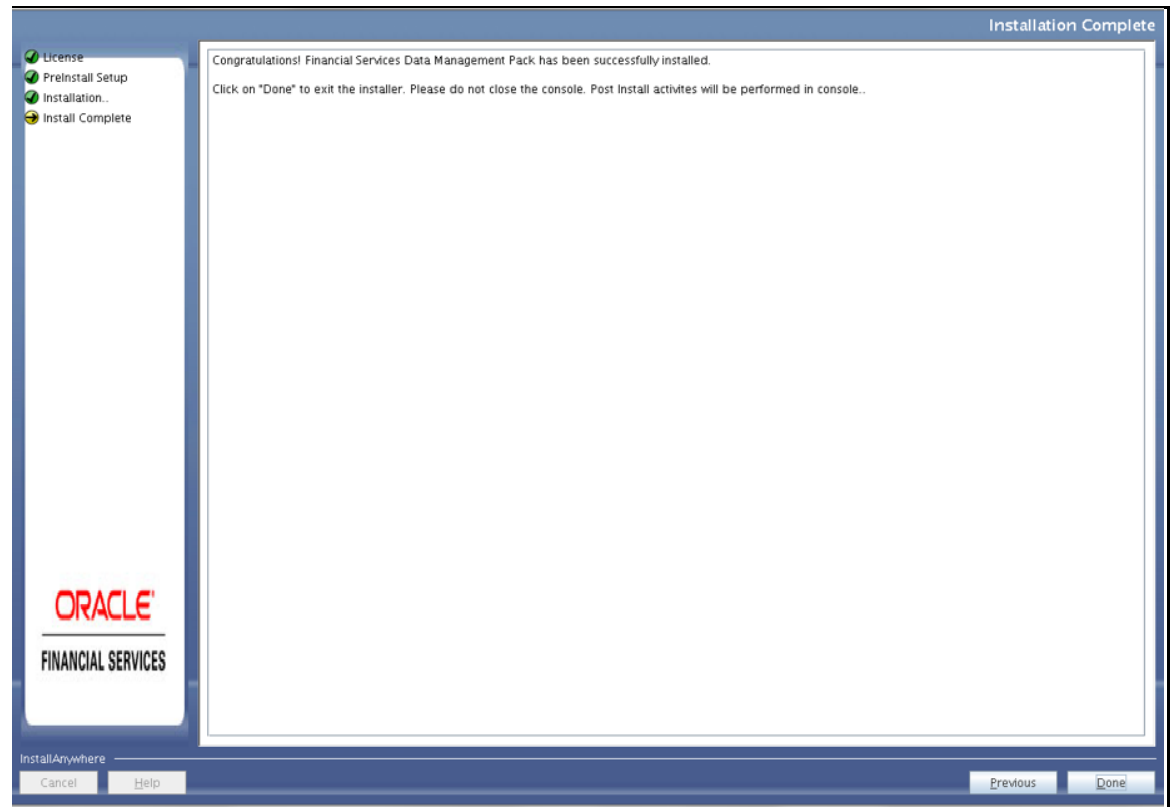 Installation Complete
License
PreInstall Setup
Installation..
Install Complete
Congratulations! Financial Services Data Management Pack has been successfully installed.
Click on "Done" to exit the installer. Please do not close the console. Post Install activites will be performed in console..
ORACLE'
FINANCIAL SERVICES
InstallAnywhere
Cancel Help Previous Done